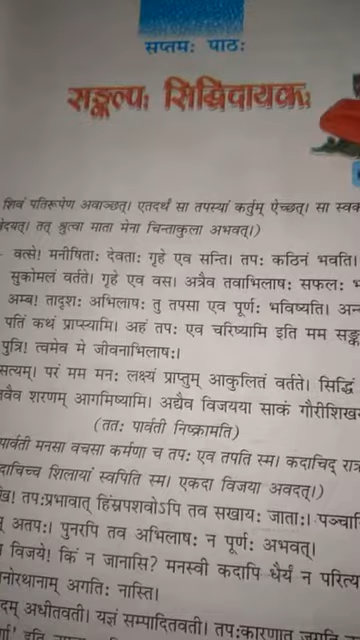 सप्तमः पाठः
सङ्कल्पः सिद्धिदायकः
शिवं पतिरूपेण अवाञ्छत्। एतदर्थं सा तपस्यां कर्तुम् ऐच्छत्। सा स्वक
तत् श्रुत्वा माता मेना चिन्ताकुला अभवत्।)
वत्से! मनीषिताः देवताः गृहे एव सन्ति। तपः कठिनं भवति।
सुकोमलं वर्तते। गृहे एव वस। अत्रैव तवाभिलाषः सफलः भ
अम्ब! तादृशः अभिलाषः तु तपसा एव पूर्णः भविष्यति। अन्
पतिं कथं प्राप्स्यामि। अहं तपः एव चरिष्यामि इति मम सङ्क
पुत्रि! त्वमेव मे जीवनाभिलाषः।
सत्यम्। परं मम मनः लक्ष्यं प्राप्तुम् आकुलितं वर्तते। सिद्धिं
तवैव शरणम् आगमिष्यामि। अद्यैव विजयया साकं गौरीशिखर
(ततः पार्वती निष्क्रामति)
पार्वती मनसा वचसा कर्मणा च तपः एव तपति स्म। कदाचिद् रात्र
दाचिच्च शिलायां स्वपिति स्म। एकदा विजया अवदत्।)
खि! तपःप्रभावात् हिंस्रपशवोऽपि तव सखायः जाताः। पञ्चाग्नि
अतपः। पुनरपि तव अभिलाषः न पूर्णः अभवत्।
विजये! किं न जानासि? मनस्वी कदापि धैर्यं न परित्य
नोरथानाम् अगतिः नास्ति।
दम् अधीतवती। यज्ञं सम्पादितवती। तपःकारणात् जगति